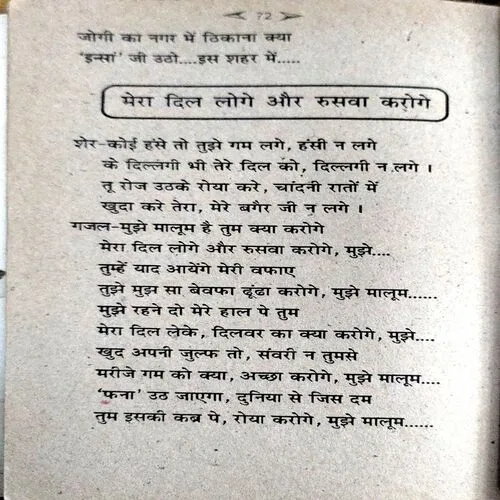 72
जोगी का नगर में ठिकाना क्या
'इन्सां' जी उठो....इस शहर में.....
मेरा दिल लोगे और रुसवा करोगे
शेर-कोई हंसे तो तुझे गम लगे, हंसी न लगे
के दिल्लगी भी तेरे दिल को, दिल्लगी न लगे ।
तू रोज उठके रोया करे, चांदनी रातों में
खुदा करे तेरा, मेरे बगैर जी न लगे ।
गजल-मुझे मालूम है तुम क्या करोगे
मेरा दिल लोगे और रुसवा करोगे, मुझे....
तुम्हें याद आयेंगे मेरी वफाए
तुझे मुझ सा बेवफा ढूंढा करोगे, मुझे मालूम......
मुझे रहने दो मेरे हाल पे तुम
मेरा दिल लेके, दिलवर का क्या करोगे, मुझे....
खुद अपनी जुल्फ तो, संवरी न तुमसे
मरीजे गम को क्या, अच्छा करोगे, मुझे मालूम....
'फना' उठ जाएगा, दुनिया से जिस दम
तुम इसकी कब्र पे, रोया करोगे, मुझे मालूम......